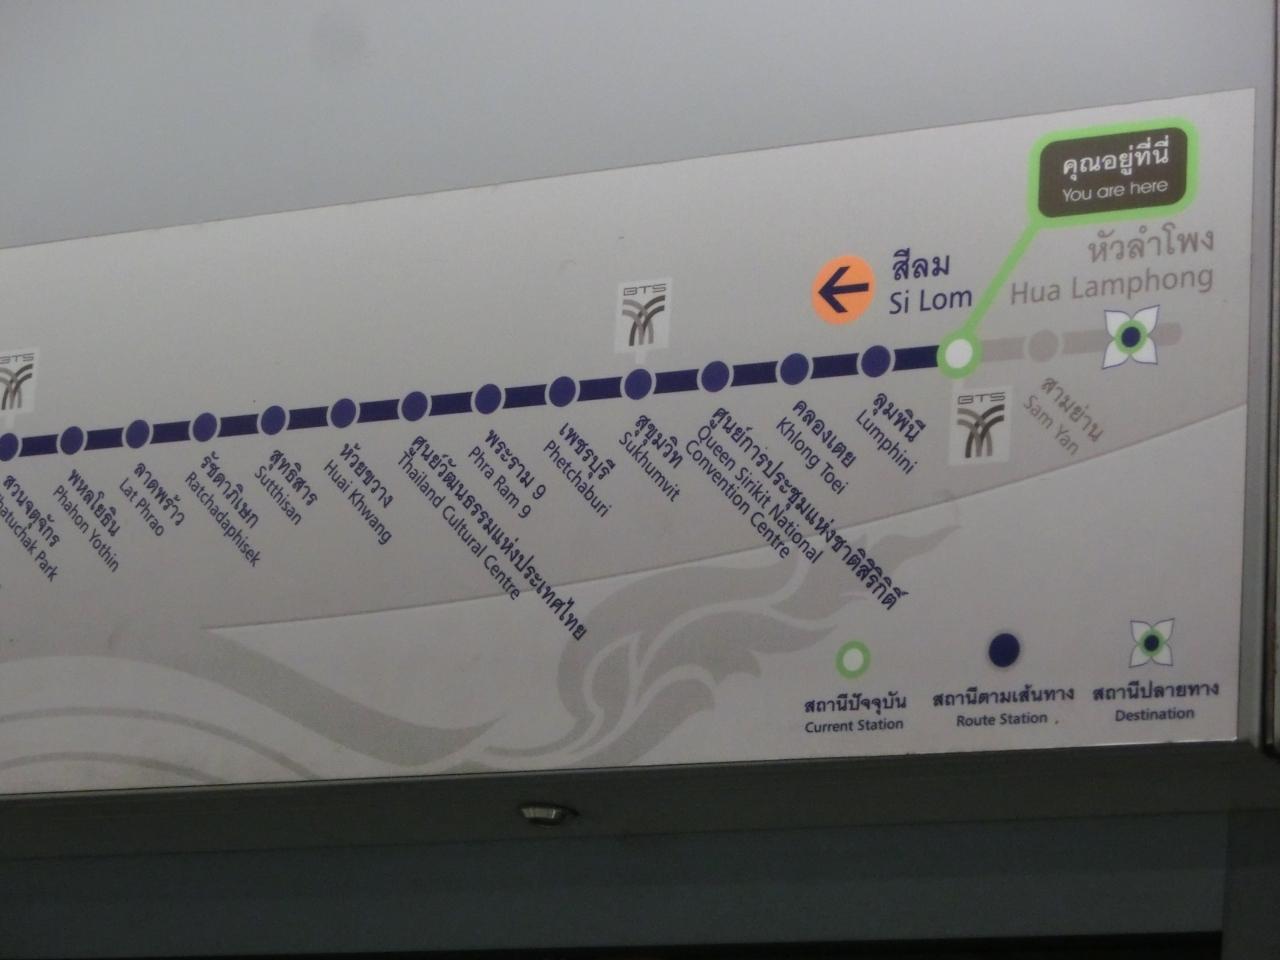 คุณอยู่ที่นี่
You are here
หัวลำโพง
Hua Lamphong
สีลม
Si Lom
BTS
BTS
BTS
สวนจตุจักร
Chatuchak Park
พหลโยธิน
Phahon Yothin
ลาดพร้าว
Lat Phrao
รัชดาภิเษก
Ratchadaphisek
สุทธิสาร
Sutthisan
ห้วยขวาง
Huai Khwang
ศูนย์วัฒนธรรมแห่งประเทศไทย
Thailand Cultural Centre
พระราม 9
Phra Ram 9
เพชรบุรี
Phetchaburi
สุขุมวิท
Sukhumvit
ศูนย์การประชุมแห่งชาติสิริกิติ์
Queen Sirikit National
Convention Centre
คลองเตย
Khlong Toei
ลุมพินี
Lumphini
สามย่าน
Sam Yan
สถานีปัจจุบัน
Current Station
สถานีตามเส้นทาง
Route Station
สถานีปลายทาง
Destination